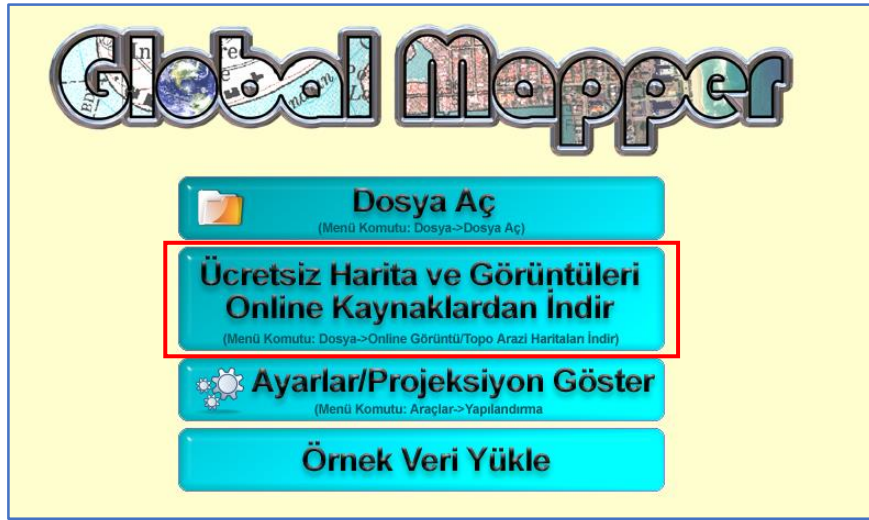 Global Mapper
Dosya Aç
(Menü Komutu: Dosya->Dosya Aç)
Ücretsiz Harita ve Görüntüleri
Online Kaynaklardan İndir
(Menü Komutu: Dosya->Online Görüntü/Topo Arazi Haritaları İndir)
Ayarlar/Projeksiyon Göster
(Menü Komutu: Araçlar->Yapılandırma
Örnek Veri Yükle